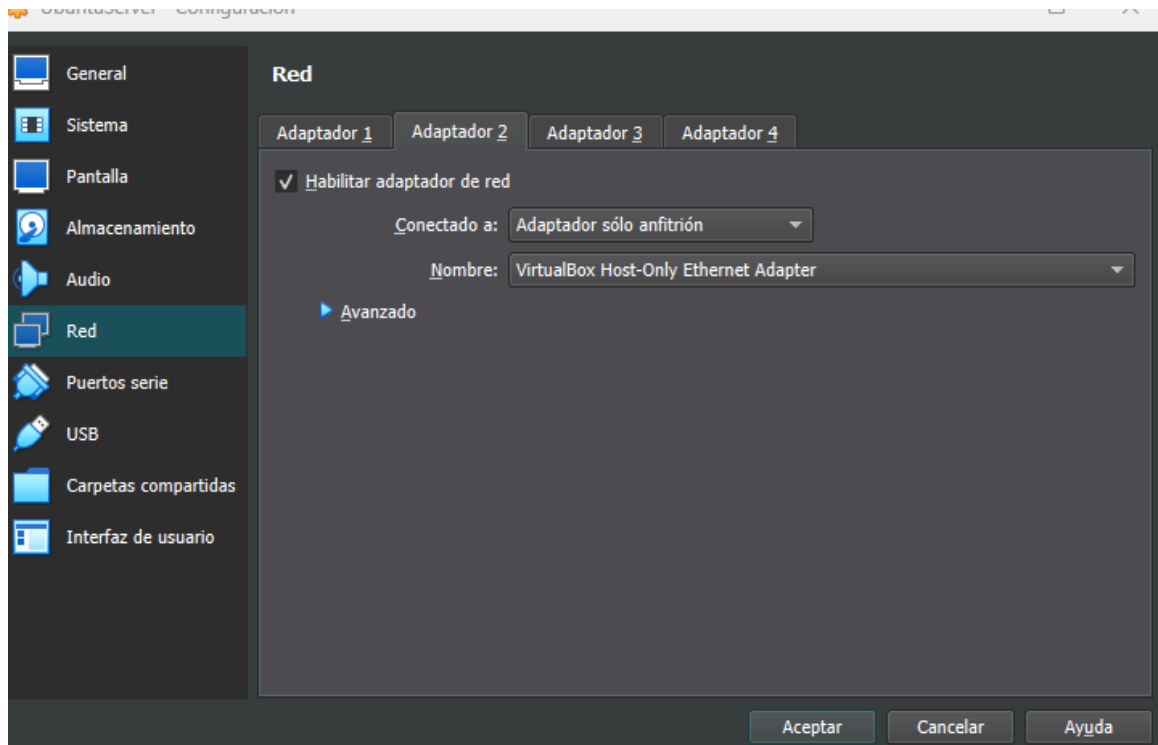 UbuntuServer - Configuración
General
Sistema
Pantalla
Almacenamiento
Audio
Red
Puertos serie
USB
Carpetas compartidas
Interfaz de usuario
Red
Adaptador 1 Adaptador 2 Adaptador 3 Adaptador 4
Habilitar adaptador de red
Conectado a: Adaptador sólo anfitrión
Nombre: VirtualBox Host-Only Ethernet Adapter
Avanzado
Aceptar Cancelar Ayuda